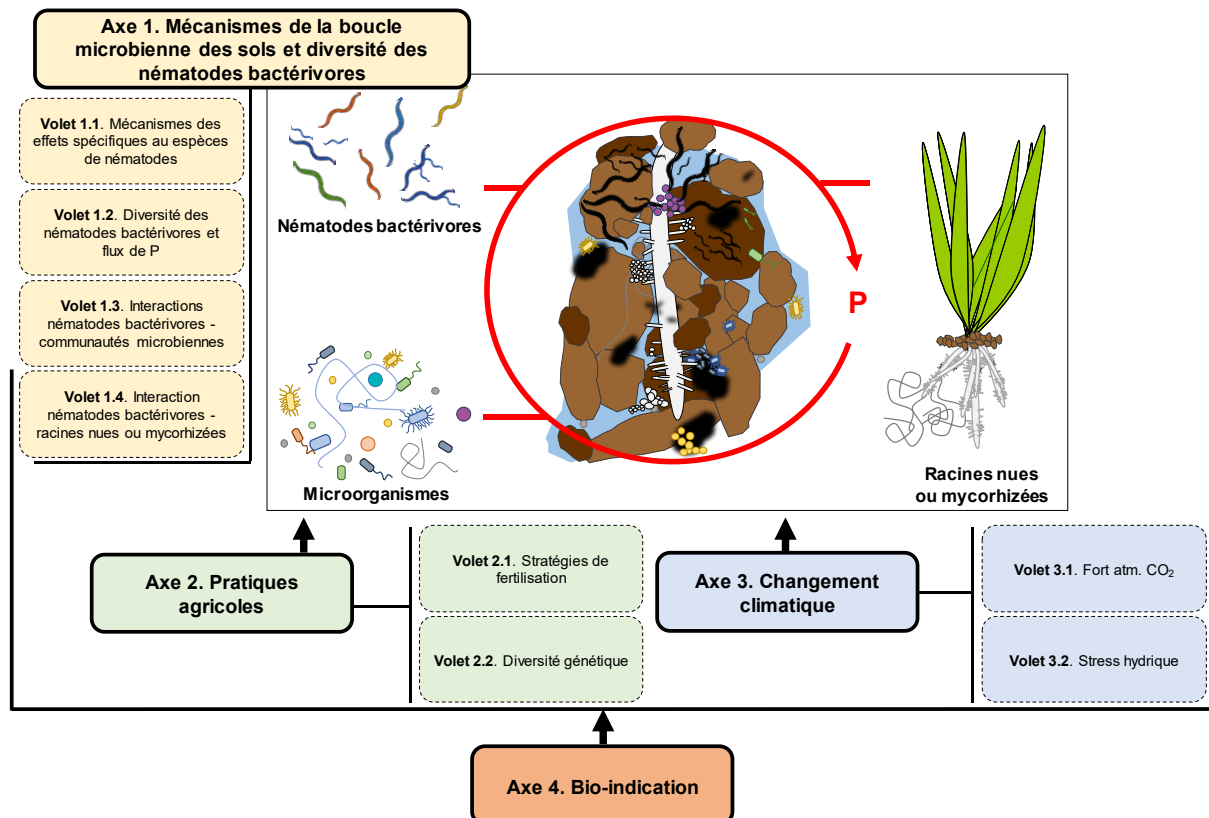 Axe 1. Mécanismes de la boucle
microbienne des sols et diversité des
nématodes bactérivores
Volet 1.1. Mécanismes des
effets spécifiques au espèces
de nématodes
Volet 1.2. Diversité des
nématodes bactérivores et
flux de P
Volet 1.3. Interactions
nématodes bactérivores -
communautés microbiennes
Volet 1.4. Interaction
nématodes bactérivores -
racines nues ou mycorhizées
Nématodes bactérivores
Microorganismes
P
Racines nues
ou mycorhizées
Axe 2. Pratiques
agricoles
Volet 2.1. Stratégies de
fertilisation
Volet 2.2. Diversité génétique
Axe 3. Changement
climatique
Volet 3.1. Fort atm. CO₂
Volet 3.2. Stress hydrique
Axe 4. Bio-indication